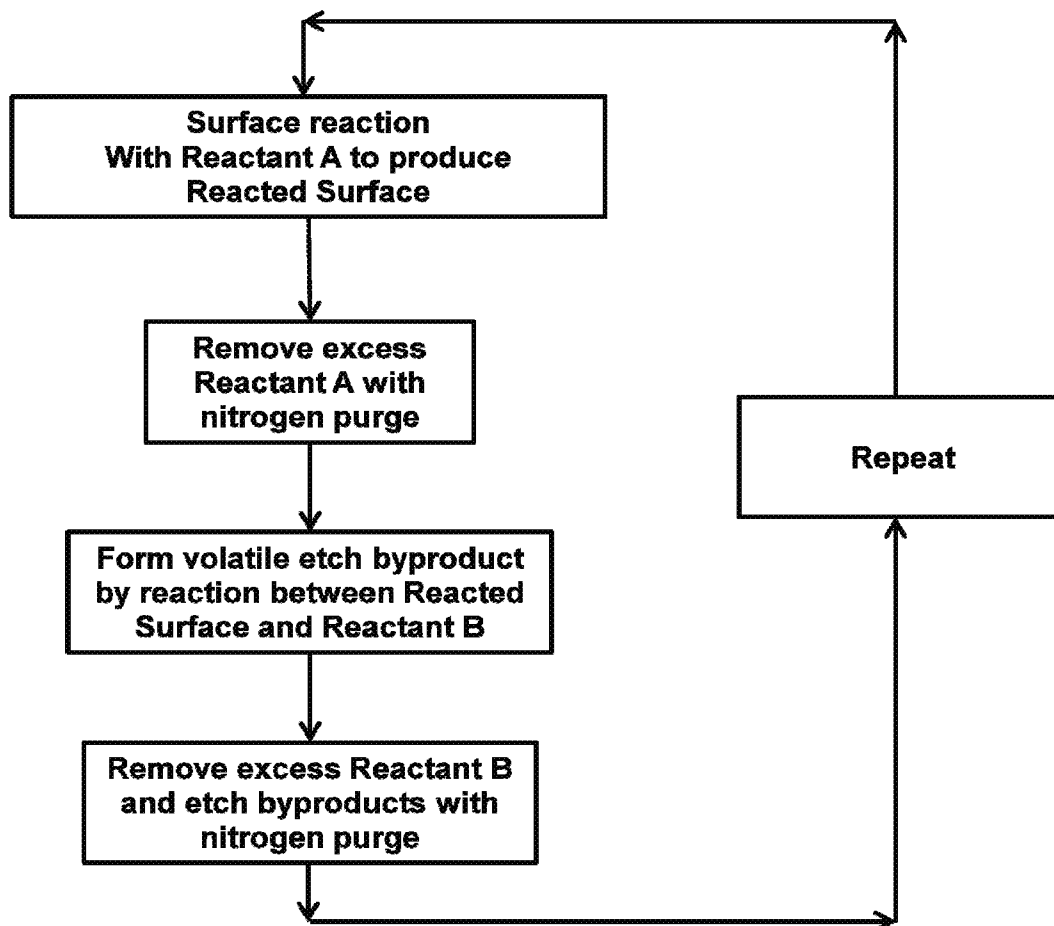 Surface reaction
With Reactant A to produce
Reacted Surface
Remove excess
Reactant A with
nitrogen purge
Form volatile etch byproduct
by reaction between Reacted
Surface and Reactant B
Remove excess Reactant B
and etch byproducts with
nitrogen purge
Repeat